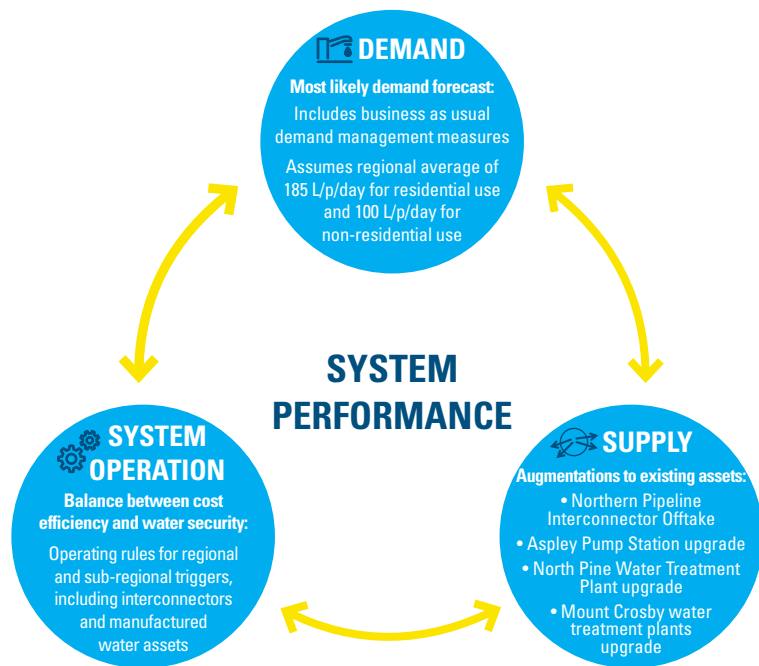 DEMAND
Most likely demand forecast:
Includes business as usual
demand management measures
Assumes regional average of
185 L/p/day for residential use
and 100 L/p/day for
non-residential use
SYSTEM
PERFORMANCE
SYSTEM
OPERATION
Balance between cost
efficiency and water security:
Operating rules for regional
and sub-regional triggers,
including interconnectors
and manufactured
water assets
SUPPLY
Augmentations to existing assets:
• Northern Pipeline
Interconnector Offtake
• Aspley Pump Station upgrade
• North Pine Water Treatment
Plant upgrade
• Mount Crosby water
treatment plants
upgrade